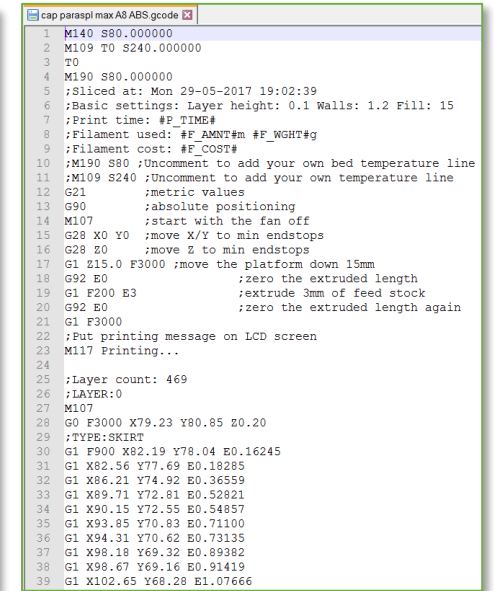 cap paraspl max A8 ABS.gcode
1 M140 S80.000000
2 M109 T0 S240.000000
3 T0
4 M190 S80.000000
5 ;Sliced at: Mon 29-05-2017 19:02:39
6 ;Basic settings: Layer height: 0.1 Walls: 1.2 Fill: 15
7 ;Print time: #P_TIME#
8 ;Filament used: #F_AMNT#m #F_WGHT#g
9 ;Filament cost: #F_COST#
10 ;M190 S80 ;Uncomment to add your own bed temperature line
11 ;M109 S240 ;Uncomment to add your own temperature line
12 G21 ;metric values
13 G90 ;absolute positioning
14 M107 ;start with the fan off
15 G28 X0 Y0 ;move X/Y to min endstops
16 G28 Z0 ;move Z to min endstops
17 G1 Z15.0 F3000 ;move the platform down 15mm
18 G92 E0 ;zero the extruded length
19 G1 F200 E3 ;extrude 3mm of feed stock
20 G92 E0 ;zero the extruded length again
21 G1 F3000
22 ;Put printing message on LCD screen
23 M117 Printing...
24
25 ;Layer count: 469
26 ;LAYER:0
27 M107
28 G0 F3000 X79.23 Y80.85 Z0.20
29 ;TYPE:SKIRT
30 G1 F900 X82.19 Y78.04 E0.16245
31 G1 X82.56 Y77.69 E0.18285
32 G1 X86.21 Y74.92 E0.36559
33 G1 X89.71 Y72.81 E0.52821
34 G1 X90.15 Y72.55 E0.54857
35 G1 X93.85 Y70.83 E0.71100
36 G1 X94.31 Y70.62 E0.73135
37 G1 X98.18 Y69.32 E0.89382
38 G1 X98.67 Y69.16 E0.91419
39 G1 X102.65 Y68.28 E1.07666